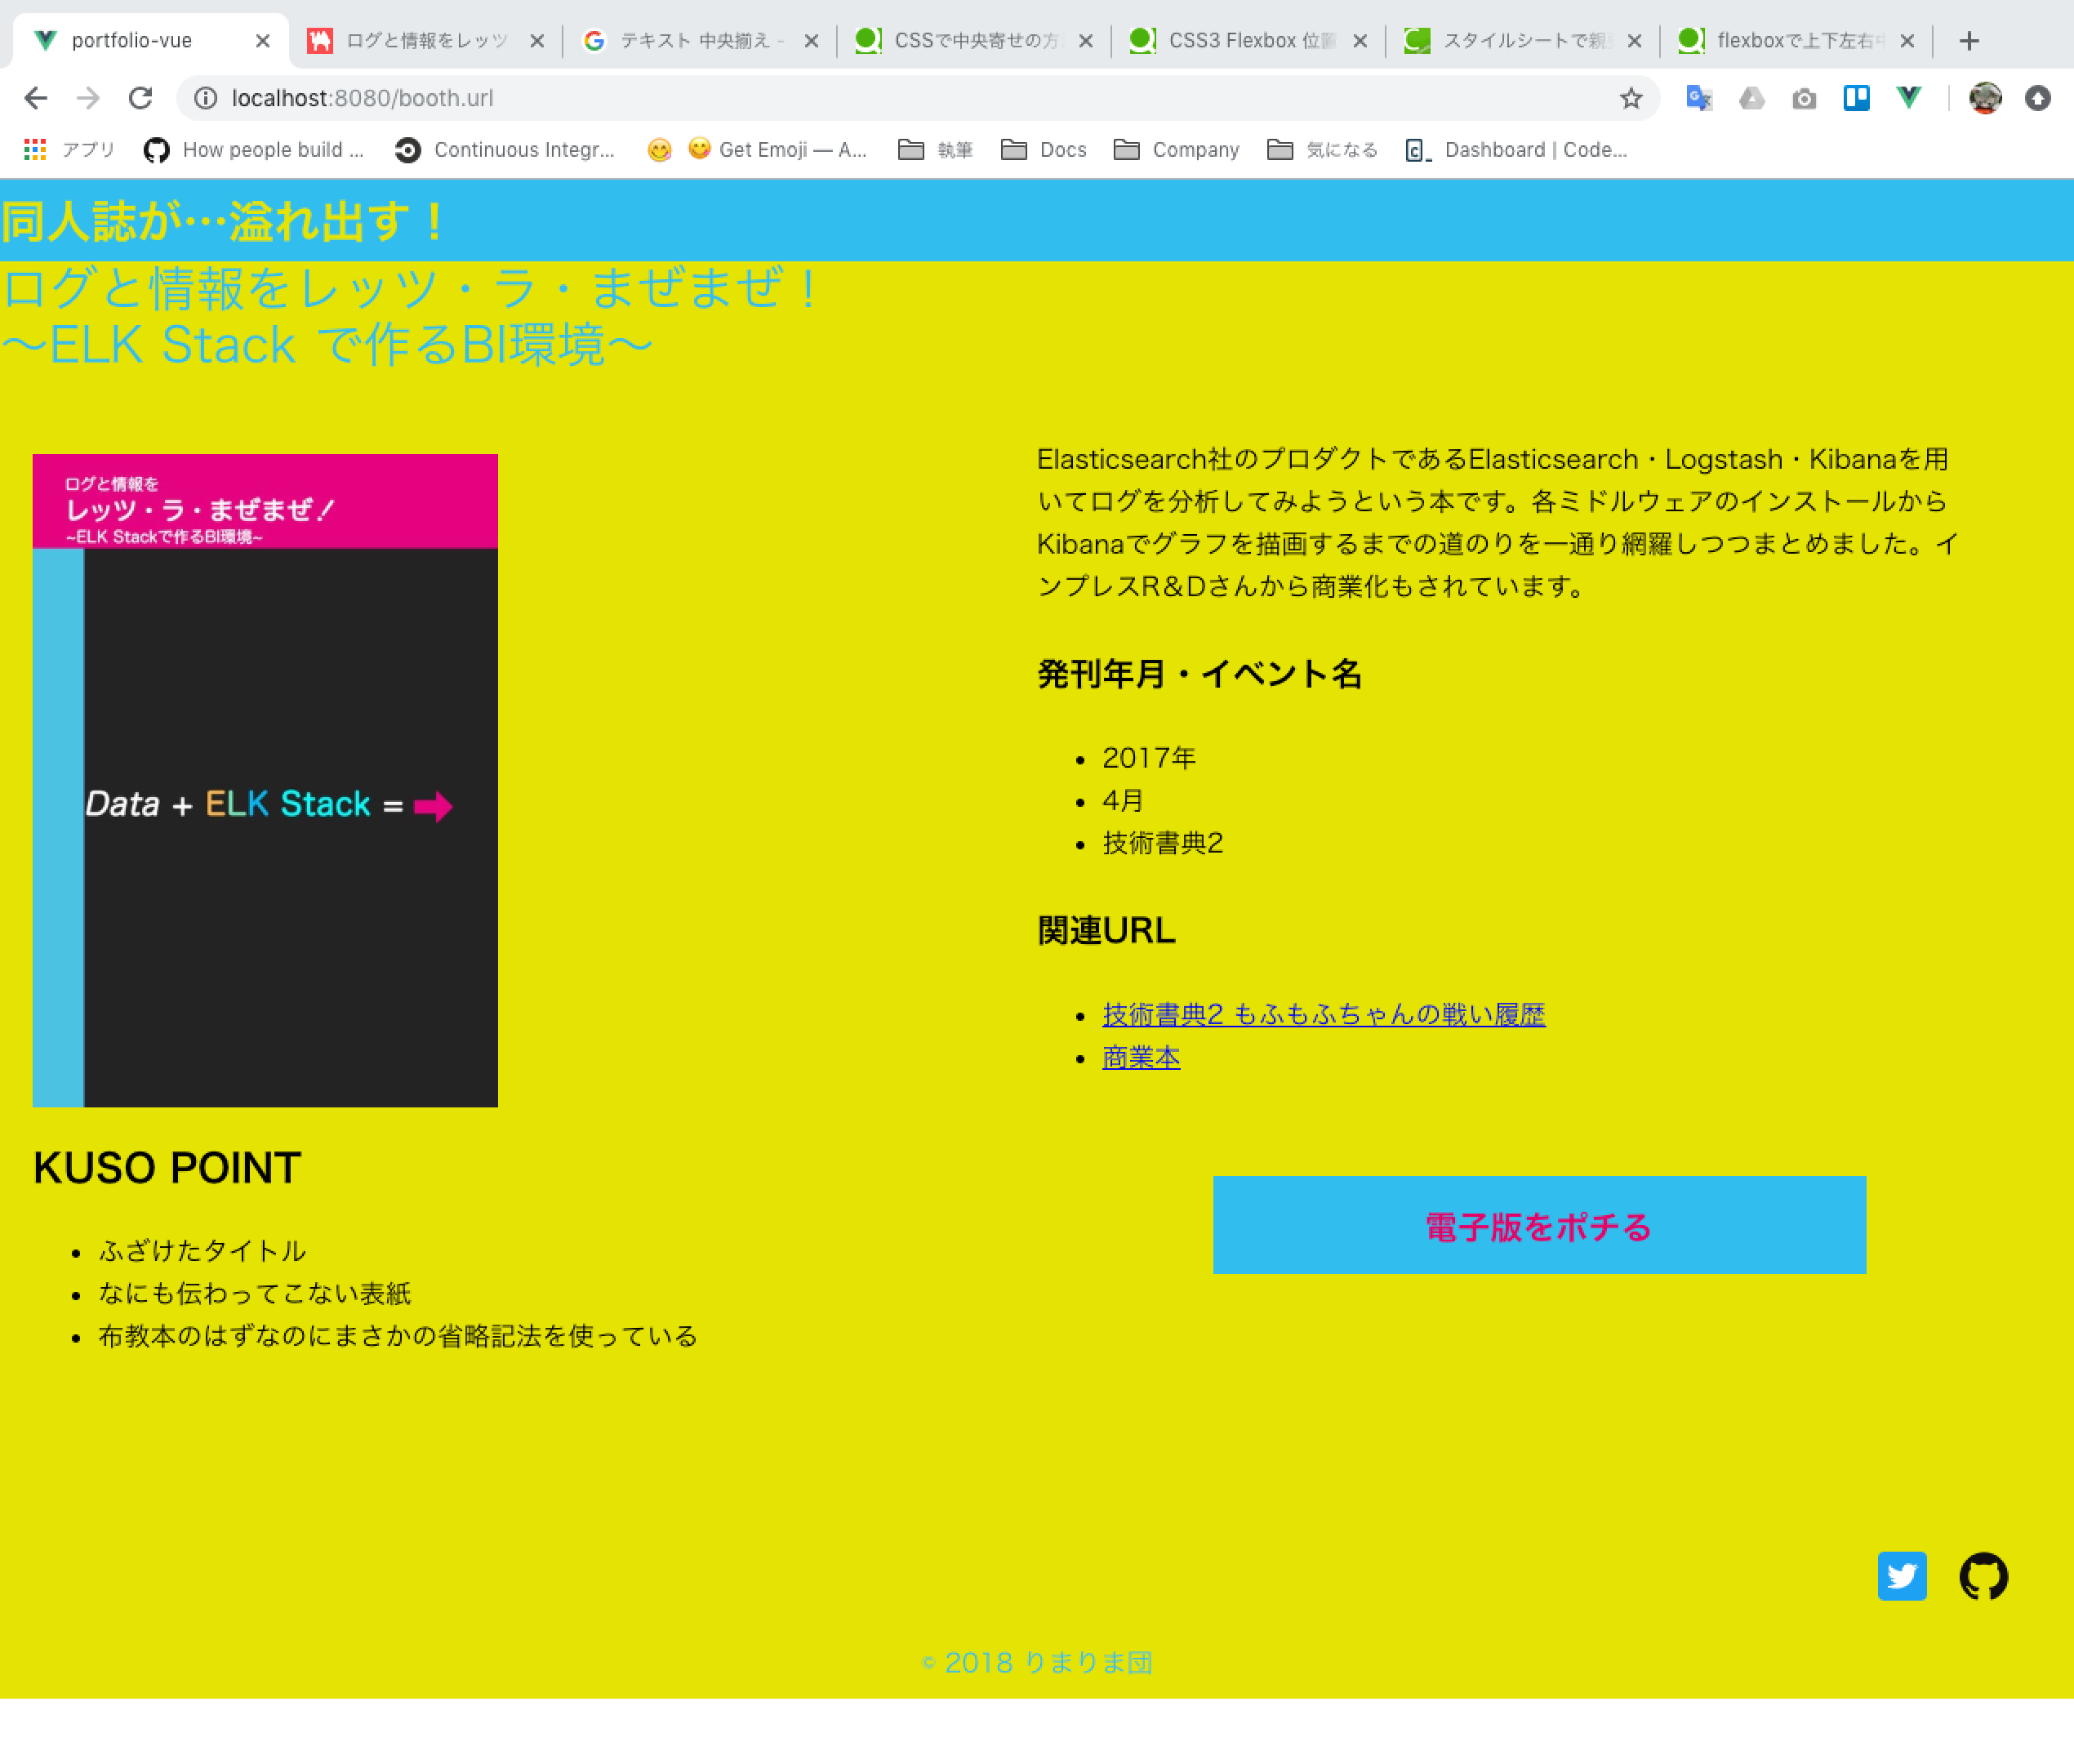 portfolio-vue
ログと情報をレッツ
テキスト 中央揃え -
CSSで中央寄せの方
CSS3 Flexbox 位置
スタイルシートで親
flexboxで上下左右
localhost:8080/booth.url
アプリ
How people build ...
Continuous Integr...
Get Emoji — A...
執筆
Docs
Company
気になる
Dashboard | Code...
同人誌が…溢れ出す！
ログと情報をレッツ・ラ・まぜまぜ！
〜ELK Stack で作るBI環境〜
ログと情報を
レッツ・ラ・まぜまぜ！
~ELK Stackで作るBI環境~
Data + ELK Stack =
KUSO POINT
• ふざけたタイトル
• なにも伝わってこない表紙
• 布教本のはずなのにまさかの省略記法を使っている
Elasticsearch社のプロダクトであるElasticsearch・Logstash・Kibanaを用
いてログを分析してみようという本です。各ミドルウェアのインストールから
Kibanaでグラフを描画するまでの道のりを一通り網羅しつつまとめました。イ
ンプレスR＆Dさんから商業化もされています。
発刊年月・イベント名
• 2017年
• 4月
• 技術書典2
関連URL
• 技術書典2 もふもふちゃんの戦い履歴
• 商業本
電子版をポチる
© 2018 りまりま団